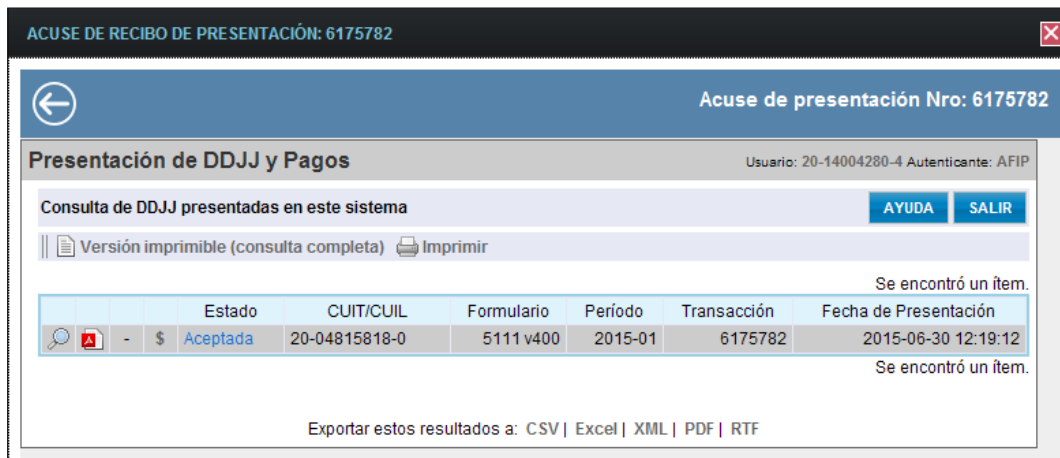 ACUSE DE RECIBO DE PRESENTACIÓN: 6175782
Acuse de presentación Nro: 6175782
Presentación de DDJJ y Pagos Usuario: 20-14004280-4 Autenticante: AFIP
Consulta de DDJJ presentadas en este sistema AYUDA SALIR
Versión imprimible (consulta completa) Imprimir
Se encontró un ítem.
Estado CUIT/CUIL Formulario Período Transacción Fecha de Presentación
- $ Aceptada 20-04815818-0 5111 v400 2015-01 6175782 2015-06-30 12:19:12
Se encontró un ítem.
Exportar estos resultados a: CSV | Excel | XML | PDF | RTF